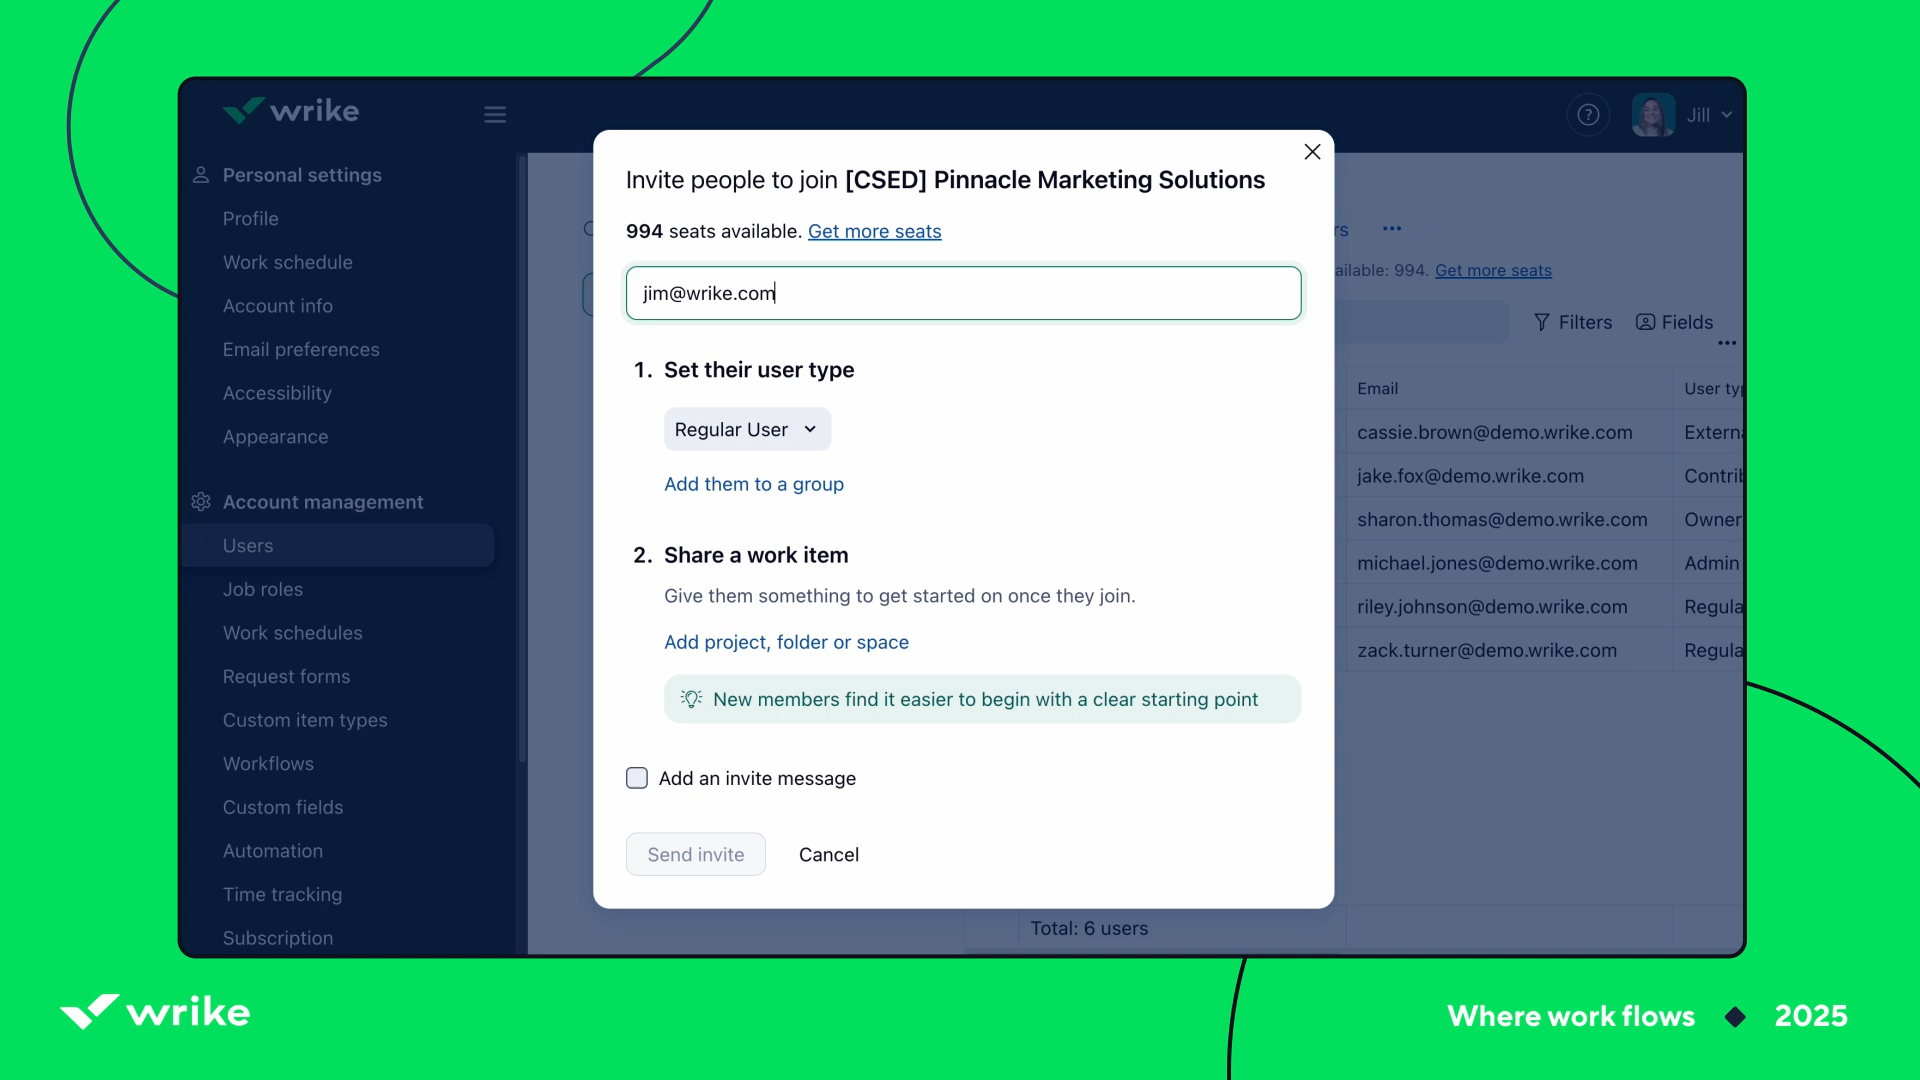 wrike
Jill
Personal settings
Profile
Work schedule
Account info
Email preferences
Accessibility
Appearance
Account management
Users
Job roles
Work schedules
Request forms
Custom item types
Workflows
Custom fields
Automation
Time tracking
Subscription
Invite people to join [CSED] Pinnacle Marketing Solutions
994 seats available. Get more seats
jim@wrike.com
1. Set their user type
Regular User
Add them to a group
2. Share a work item
Give them something to get started on once they join.
Add project, folder or space
New members find it easier to begin with a clear starting point
Add an invite message
Send invite
Cancel
994. Get more seats
Filters
Fields
Email
User
cassie.brown@demo.wrike.com
jake.fox@demo.wrike.com
sharon.thomas@demo.wrike.com
Owner
michael.jones@demo.wrike.com
Admin
riley.johnson@demo.wrike.com
zack.turner@demo.wrike.com
Total: 6 users
wrike
Where work flows
2025